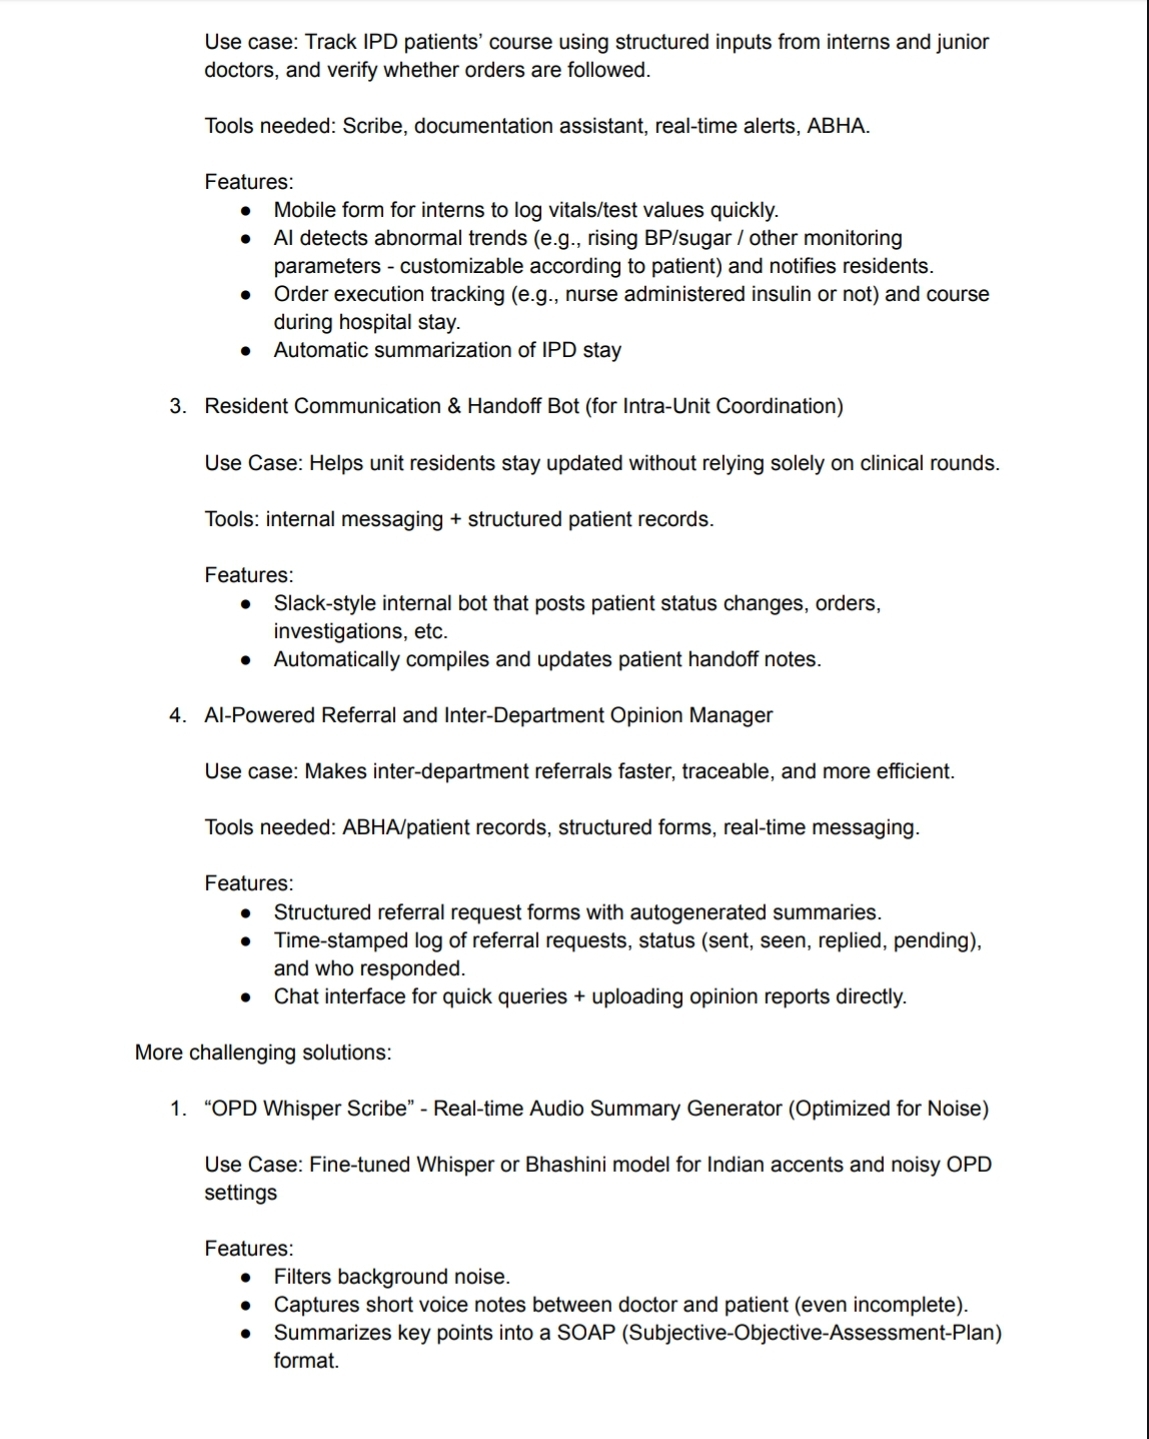 Use case: Track IPD patients’ course using structured inputs from interns and junior
doctors, and verify whether orders are followed.
Tools needed: Scribe, documentation assistant, real-time alerts, ABHA.
Features:
● Mobile form for interns to log vitals/test values quickly.
● AI detects abnormal trends (e.g., rising BP/sugar / other monitoring
parameters - customizable according to patient) and notifies residents.
● Order execution tracking (e.g., nurse administered insulin or not) and course
during hospital stay.
● Automatic summarization of IPD stay
3. Resident Communication & Handoff Bot (for Intra-Unit Coordination)
Use Case: Helps unit residents stay updated without relying solely on clinical rounds.
Tools: internal messaging + structured patient records.
Features:
● Slack-style internal bot that posts patient status changes, orders,
investigations, etc.
● Automatically compiles and updates patient handoff notes.
4. AI-Powered Referral and Inter-Department Opinion Manager
Use case: Makes inter-department referrals faster, traceable, and more efficient.
Tools needed: ABHA/patient records, structured forms, real-time messaging.
Features:
● Structured referral request forms with autogenerated summaries.
● Time-stamped log of referral requests, status (sent, seen, replied, pending),
and who responded.
● Chat interface for quick queries + uploading opinion reports directly.
More challenging solutions:
1. “OPD Whisper Scribe” - Real-time Audio Summary Generator (Optimized for Noise)
Use Case: Fine-tuned Whisper or Bhashini model for Indian accents and noisy OPD
settings
Features:
● Filters background noise.
● Captures short voice notes between doctor and patient (even incomplete).
● Summarizes key points into a SOAP (Subjective-Objective-Assessment-Plan)
format.